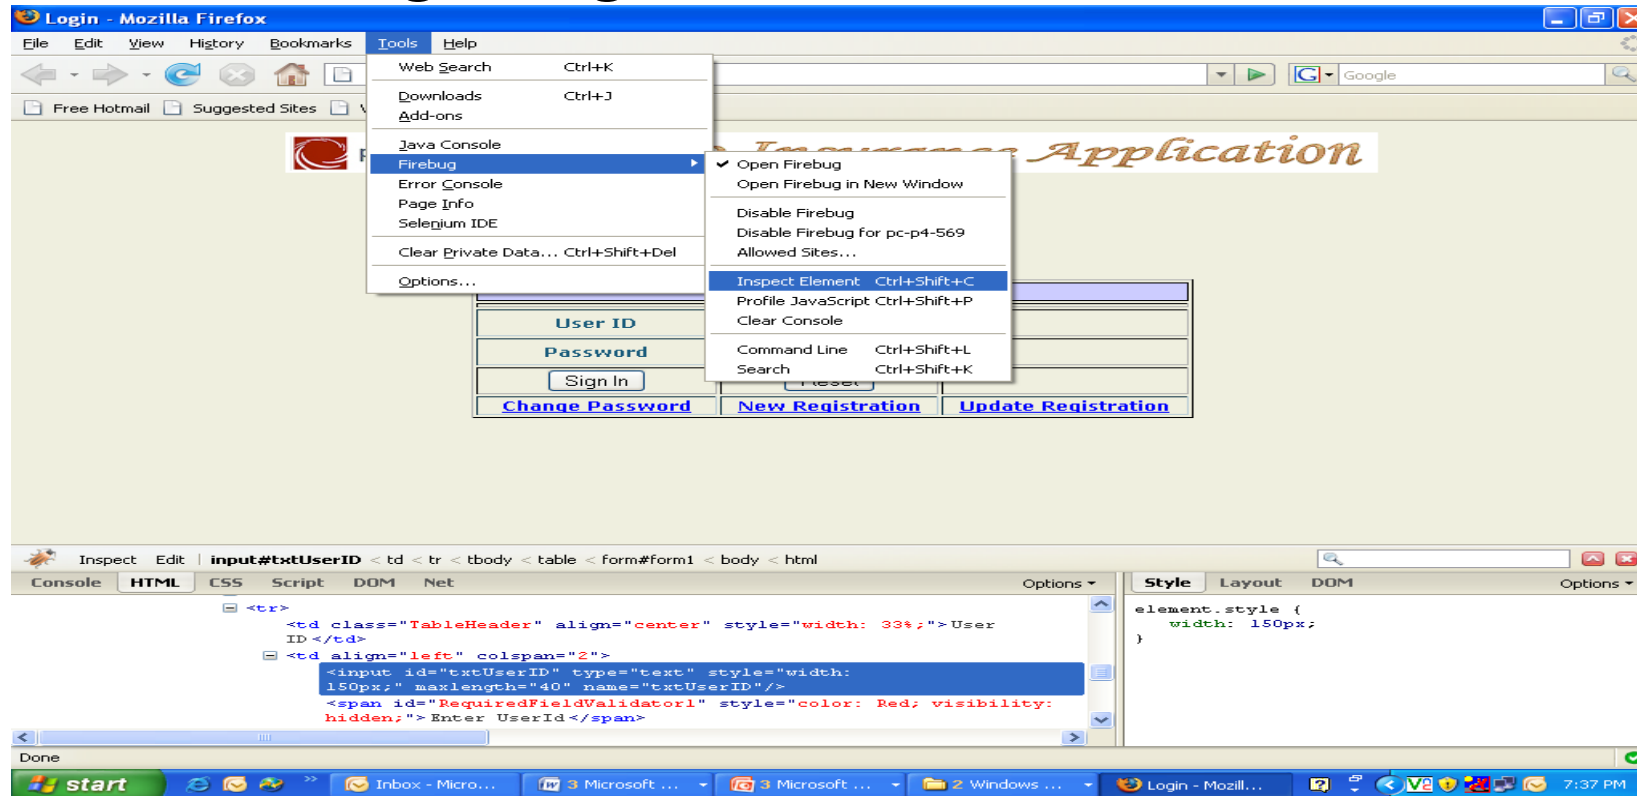 Login - Mozilla Firefox
File Edit View History Bookmarks Tools Help
Web Search Ctrl+K
Google
Downloads Ctrl+J
Free Hotmail Suggested Sites
Add-ons
Java Console
Insurance Application
Firebug
Open Firebug
Error Console
Open Firebug in New Window
Page Info
Selenium IDE
Disable Firebug
Disable Firebug for pc-p4-569
Clear Private Data... Ctrl+Shift+Del
Allowed Sites...
Options...
Inspect Element Ctrl+Shift+C
Profile JavaScript Ctrl+Shift+P
User ID
Clear Console
Password
Command Line Ctrl+Shift+L
Search Ctrl+Shift+K
Sign In Reset
Change Password New Registration Update Registration
Inspect Edit input#txtUserID < td < tr < tbody < table < form#form1 < body < html
Console HTML CSS Script DOM Net Options
Style Layout DOM Options
<tr>
<td class="TableHeader" align="center" style="width: 33%;">User
ID</td>
<td align="left" colspan="2">
<input id="txtUserID" type="text" style="width:
150px;" maxlength="40" name="txtUserID"/>
<span id="RequiredFieldValidator1" style="color: Red; visibility:
hidden;">Enter UserId</span>
element.style {
width: 150px;
}
Done
start Inbox - Micro... 3 Microsoft ... 3 Microsoft ... 2 Windows ... Login - Mozill... V2 7:37 PM